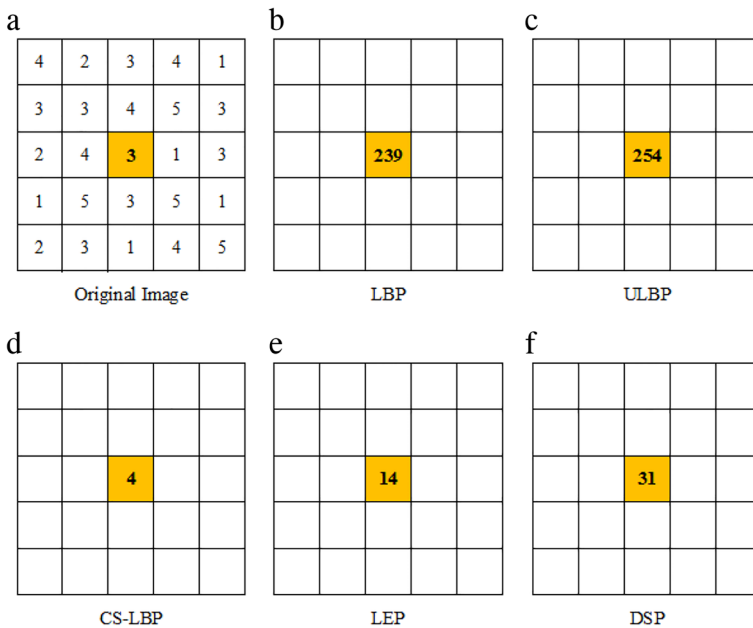 a b c
4 2 3 4 1
3 3 4 5 3
2 4 3 1 3
239
254
1 5 3 5 1
2 3 1 4 5
Original Image LBP ULBP
d e f
4 14 31
CS-LBP LEP DSP